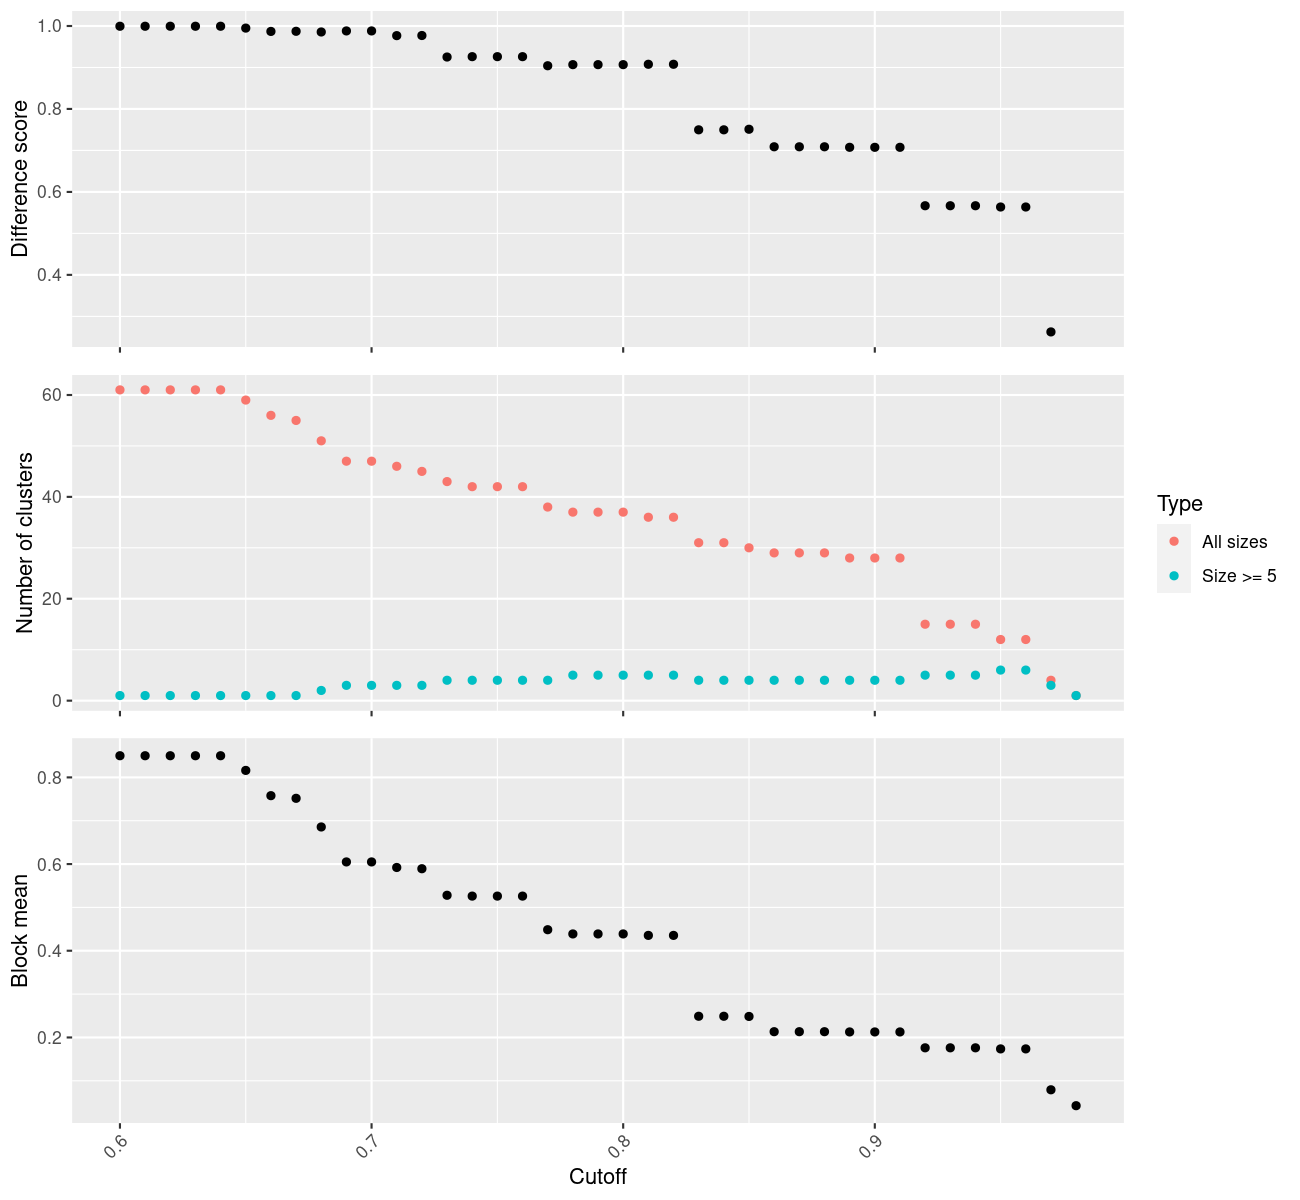 Difference score
1.0
0.8
0.6
0.4
Number of clusters
60
40
20
0
Type
All sizes
Size >= 5
Block mean
0.8
0.6
0.4
0.2
0.6 0.7 0.8 0.9
Cutoff